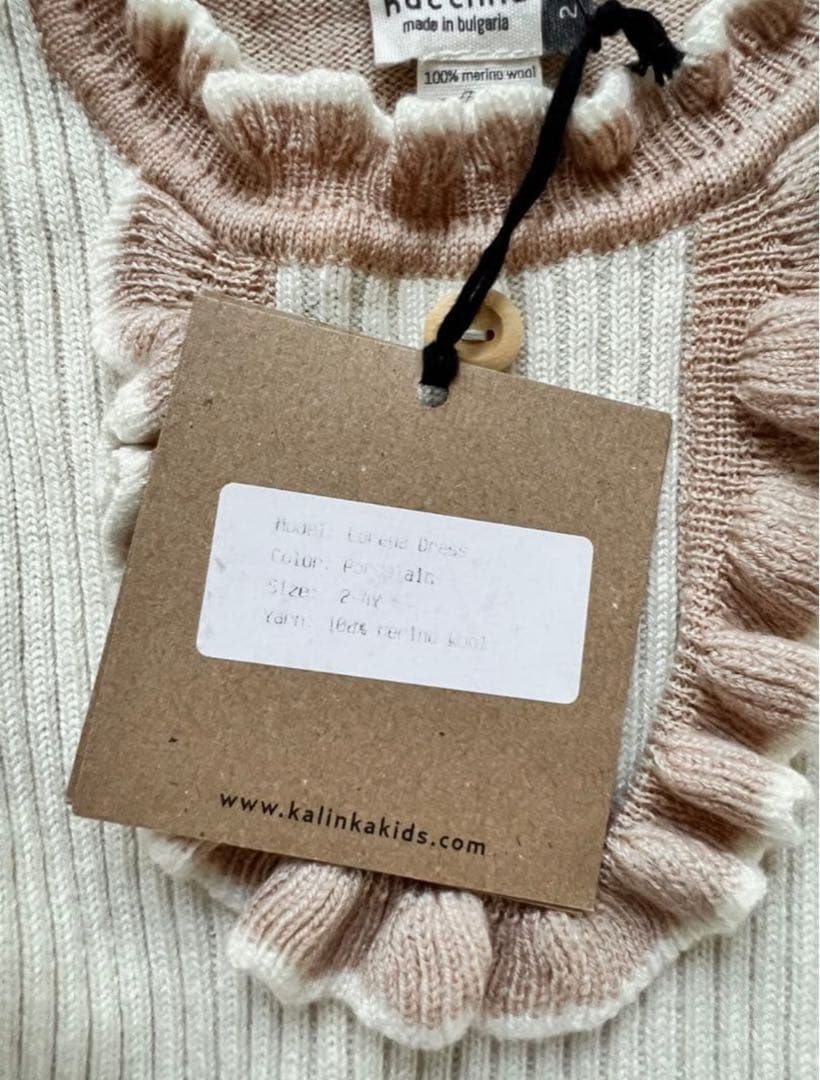 made in bulgaria
2
100% merino wool
Model: Dress
Color: Porcelain
Size: 2-4Y
Yarn: 100% merino wool
www.kalinkakids.com